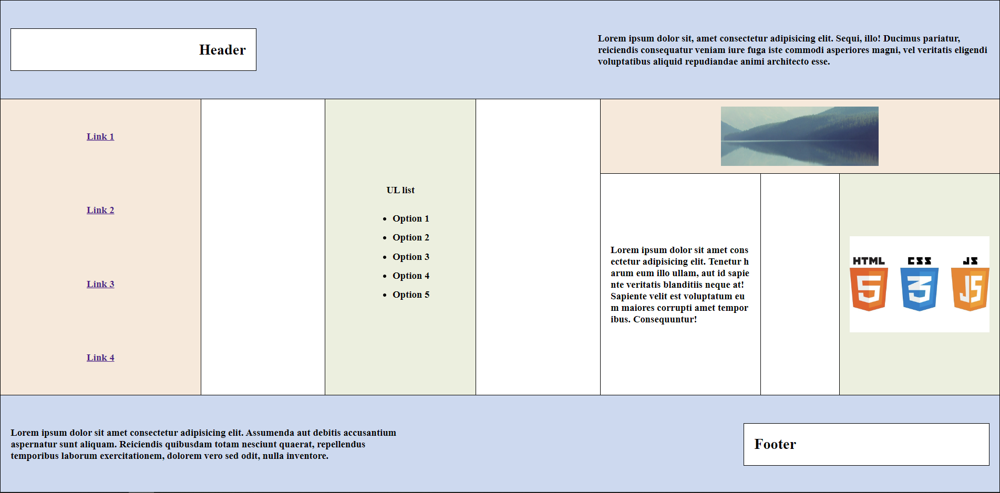 Header
Lorem ipsum dolor sit, amet consectetur adipisicing elit. Sequi, illo! Ducimus pariatur,
reiciendis consequatur veniam iure fuga iste commodi asperiores magni, vel veritatis eligendi
voluptatibus aliquid repudiandae animi architecto esse.
Link 1
Link 2
Link 3
Link 4
UL list
Option 1
Option 2
Option 3
Option 4
Option 5
Lorem ipsum dolor sit amet cons
ectetur adipisicing elit. Tenetur h
arum eum illo ullam, aut id sapie
nte veritatis blanditiis neque at!
Sapiente velit est voluptatum eu
m maiores corrupti amet tempor
ibus. Consequuntur!
HTML CSS JS
5 3 JS
Lorem ipsum dolor sit amet consectetur adipisicing elit. Assumenda aut debitis accusantium
aspernatur sunt aliquam. Reiciendis quibusdam totam nesciunt quaerat, repellendus
temporibus laborum exercitationem, dolorem vero sed odit, nulla inventore.
Footer